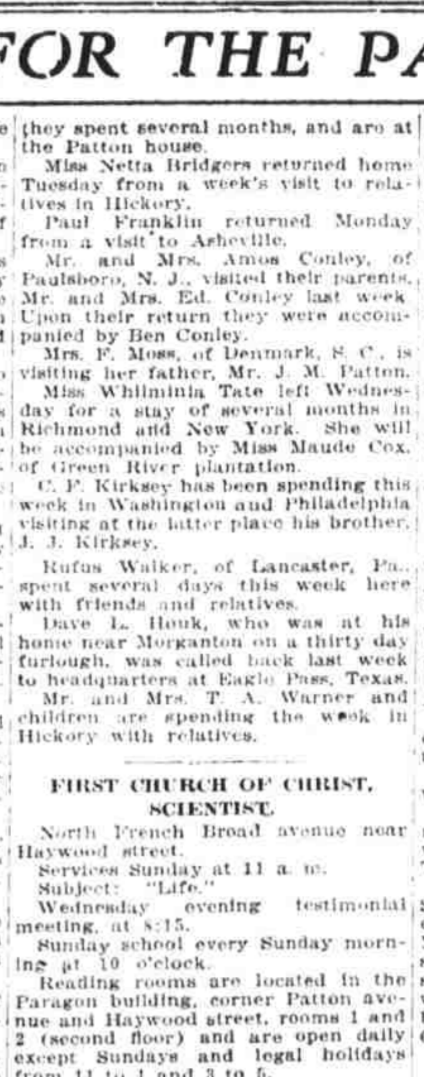 FOR THE PA
they spent several months, and are at
the Patton house.
Miss Netta Bridgers returned home
Tuesday from a week's visit to rela-
tives in Hickory.
Paul Franklin returned Monday
from a visit to Asheville.
Mr. and Mrs. Amos Conley, of
Paulsboro, N. J., visited their parents,
Mr. and Mrs. Ed. Conley last week
Upon their return they were accom-
panied by Ben Conley.
Mrs. F. Moss, of Denmark, S. C., is
visiting her father, Mr. J. M. Patton.
Miss Whilminia Tate left Wednes-
day for a stay of several months in
Richmond and New York. She will
be accompanied by Miss Maude Cox,
of Green River plantation.
C. F. Kirksey has been spending this
week in Washington and Philadelphia
visiting at the latter place his brother,
J. J. Kirksey.
Rufus Walker, of Lancaster, Pa.,
spent several days this week here
with friends and relatives.
Dave L. Houk, who was at his
home near Morganton on a thirty day
furlough, was called back last week
to headquarters at Eagle Pass, Texas.
Mr. and Mrs. T. A. Warner and
children are spending the week in
Hickory with relatives.
FIRST CHURCH OF CHRIST,
SCIENTIST.
North French Broad avenue near
Haywood street.
Services Sunday at 11 a. m.
Subject: "Life."
Wednesday evening testimonial
meeting, at 8:15.
Sunday school every Sunday morn-
ing at 10 o'clock.
Reading rooms are located in the
Paragon building, corner Patton ave-
nue and Haywood street, rooms 1 and
2 (second floor) and are open daily
except Sundays and legal holidays
from 11 to 1 and 3 to 5.